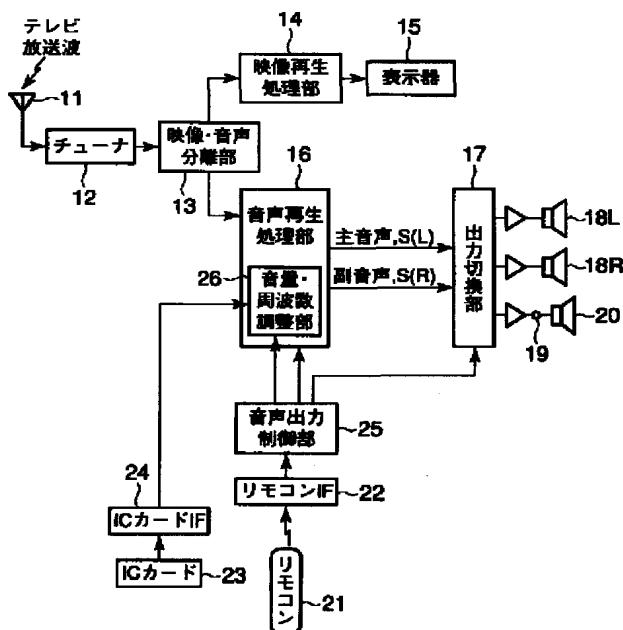 テレビ
放送波
11
チューナ
12
映像・音声
分離部
13
14
映像再生
処理部
15
表示器
16
音声再生
処理部
26
音量・
周波数
調整部
主音声,S(L)
副音声,S(R)
17
出力切換部
18L
18R
19
20
音声出力
制御部
25
リモコンIF
22
24
ICカードIF
ICカード
23
リモコン
21